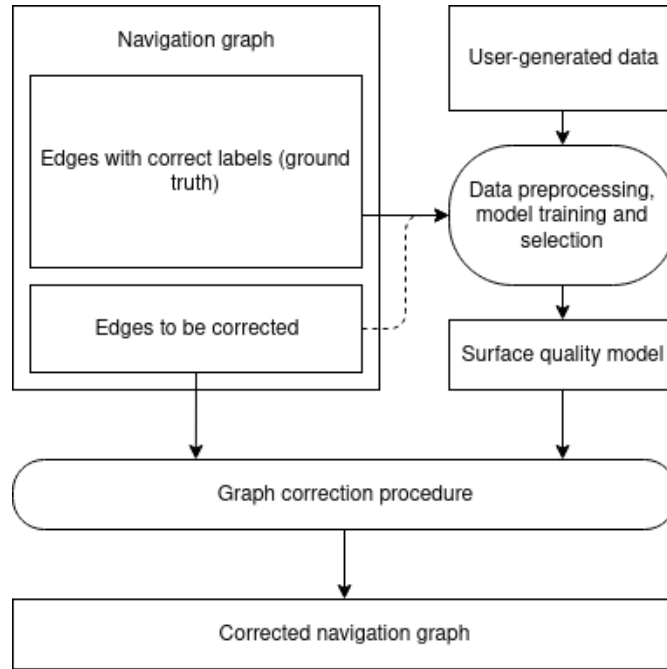 Navigation graph
User-generated data
Edges with correct labels (ground
truth)
Data preprocessing,
model training and
selection
Edges to be corrected
Surface quality model
Graph correction procedure
Corrected navigation graph